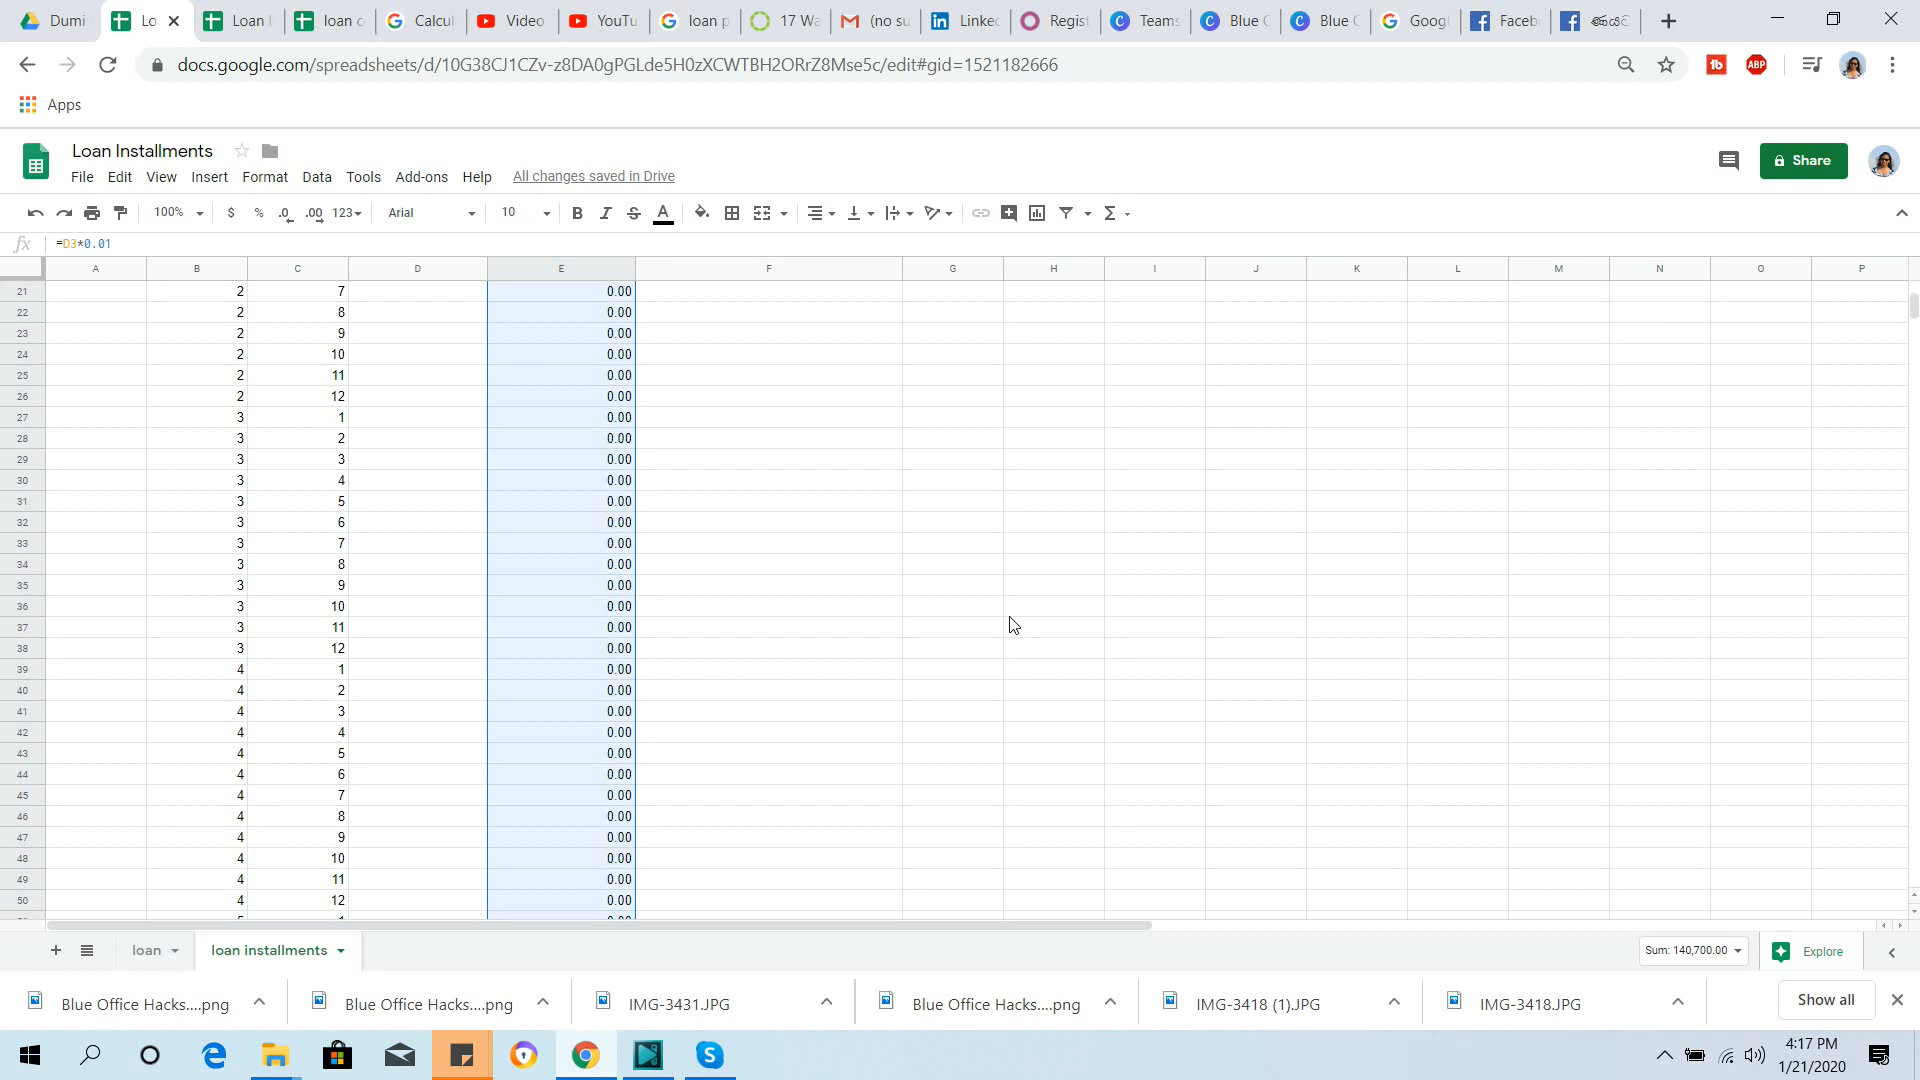 Dumi Lo Loan I loan c Calcul Video YouTu loan p 17 Wa (no su Linked Regist Teams Blue C Blue C Googl Faceb
docs.google.com/spreadsheets/d/10G38CJ1CZv-z8DA0gPGLde5H0zXCWTBH2ORrZ8Mse5c/edit#gid=1521182666
Apps
Loan Installments
File Edit View Insert Format Data Tools Add-ons Help All changes saved in Drive
Share
100% $ % .0 .00 123 Arial 10 B I S A
fx =D3*0.01
A B C D E F G H I J K L M N O P
21 2 7 0.00
22 2 8 0.00
23 2 9 0.00
24 2 10 0.00
25 2 11 0.00
26 2 12 0.00
27 3 1 0.00
28 3 2 0.00
29 3 3 0.00
30 3 4 0.00
31 3 5 0.00
32 3 6 0.00
33 3 7 0.00
34 3 8 0.00
35 3 9 0.00
36 3 10 0.00
37 3 11 0.00
38 3 12 0.00
39 4 1 0.00
40 4 2 0.00
41 4 3 0.00
42 4 4 0.00
43 4 5 0.00
44 4 6 0.00
45 4 7 0.00
46 4 8 0.00
47 4 9 0.00
48 4 10 0.00
49 4 11 0.00
50 4 12 0.00
loan loan installments Sum: 140,700.00 Explore
Blue Office Hacks....png Blue Office Hacks....png IMG-3431.JPG Blue Office Hacks....png IMG-3418 (1).JPG IMG-3418.JPG Show all
4:17 PM
1/21/2020